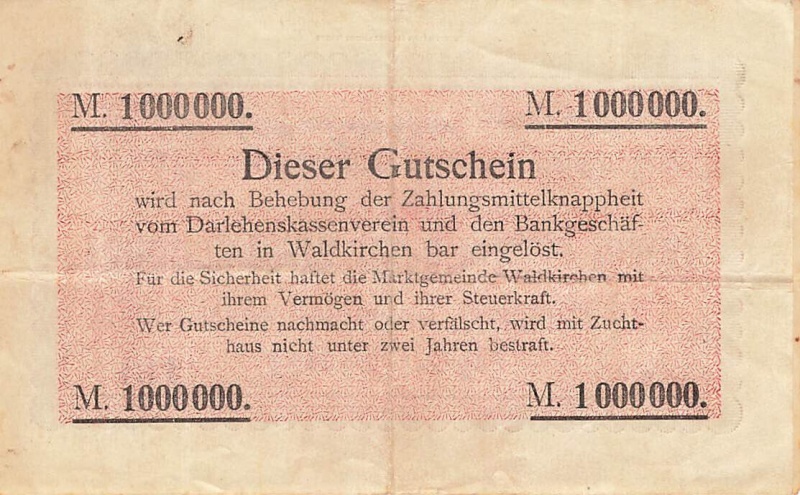 M. 1000000. M. 1000000.
Dieser Gutschein
wird nach Behebung der Zahlungsmittelknappheit
vom Darlehenskassenverein und den Bankgeschäf-
ten in Waldkirchen bar eingelöst.
Für die Sicherheit haftet die Marktgemeinde Waldkirchen mit
ihrem Vermögen und ihrer Steuerkraft.
Wer Gutscheine nachmacht oder verfälscht, wird mit Zucht-
haus nicht unter zwei Jahren bestraft.
M. 1000000. M. 1000000.